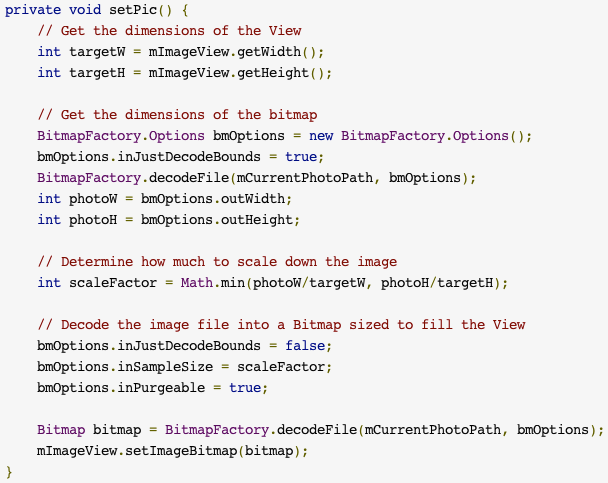 private void setPic() {
    // Get the dimensions of the View
    int targetW = mImageView.getWidth();
    int targetH = mImageView.getHeight();

    // Get the dimensions of the bitmap
    BitmapFactory.Options bmOptions = new BitmapFactory.Options();
    bmOptions.inJustDecodeBounds = true;
    BitmapFactory.decodeFile(mCurrentPhotoPath, bmOptions);
    int photoW = bmOptions.outWidth;
    int photoH = bmOptions.outHeight;

    // Determine how much to scale down the image
    int scaleFactor = Math.min(photoW/targetW, photoH/targetH);

    // Decode the image file into a Bitmap sized to fill the View
    bmOptions.inJustDecodeBounds = false;
    bmOptions.inSampleSize = scaleFactor;
    bmOptions.inPurgeable = true;

    Bitmap bitmap = BitmapFactory.decodeFile(mCurrentPhotoPath, bmOptions);
    mImageView.setImageBitmap(bitmap);
}